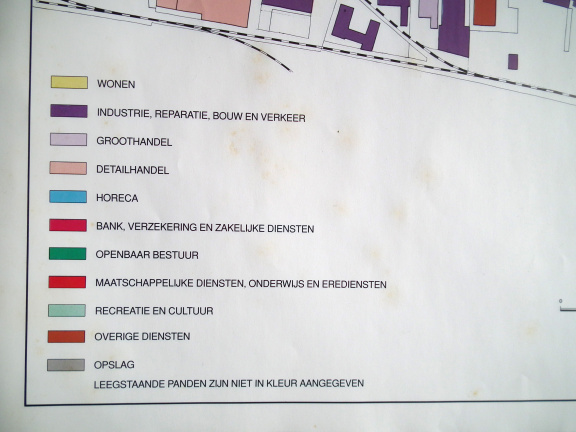 WONEN
INDUSTRIE, REPARATIE, BOUW EN VERKEER
GROOTHANDEL
DETAILHANDEL
HORECA
BANK, VERZEKERING EN ZAKELIJKE DIENSTEN
OPENBAAR BESTUUR
MAATSCHAPPELIJKE DIENSTEN, ONDERWIJS EN EREDIENSTEN
RECREATIE EN CULTUUR
OVERIGE DIENSTEN
OPSLAG
LEEGSTAANDE PANDEN ZIJN NIET IN KLEUR AANGEGEVEN
0